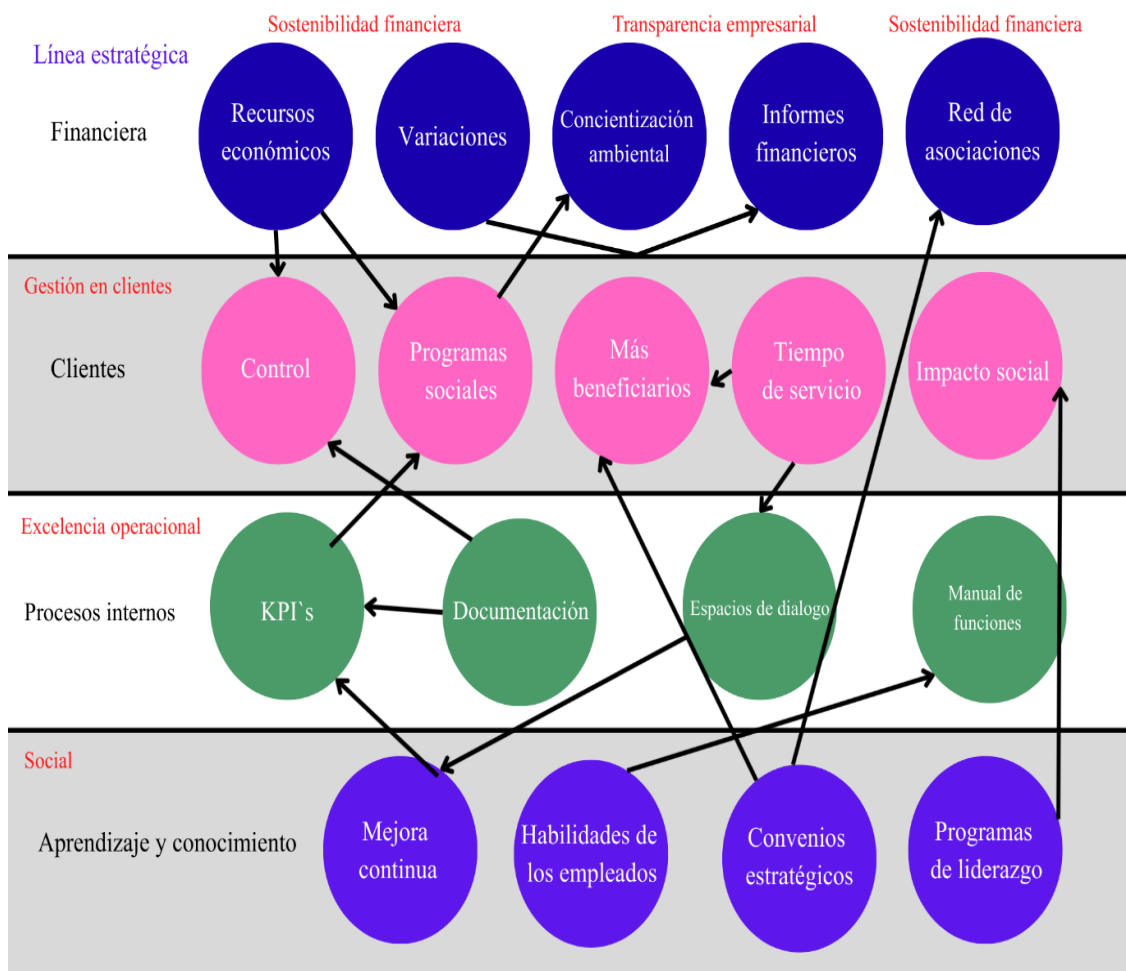 Sostenibilidad financiera
Transparencia empresarial
Sostenibilidad financiera
Línea estratégica
Financiera
Recursos
económicos
Variaciones
Concientización
ambiental
Informes
financieros
Red de
asociaciones
Gestión en clientes
Clientes
Control
Programas
sociales
Más
beneficiarios
Tiempo
de servicio
Impacto social
Excelencia operacional
Procesos internos
KPI`s
Documentación
Espacios de dialogo
Manual de
funciones
Social
Aprendizaje y conocimiento
Mejora
continua
Habilidades de
los empleados
Convenios
estratégicos
Programas
de liderazgo